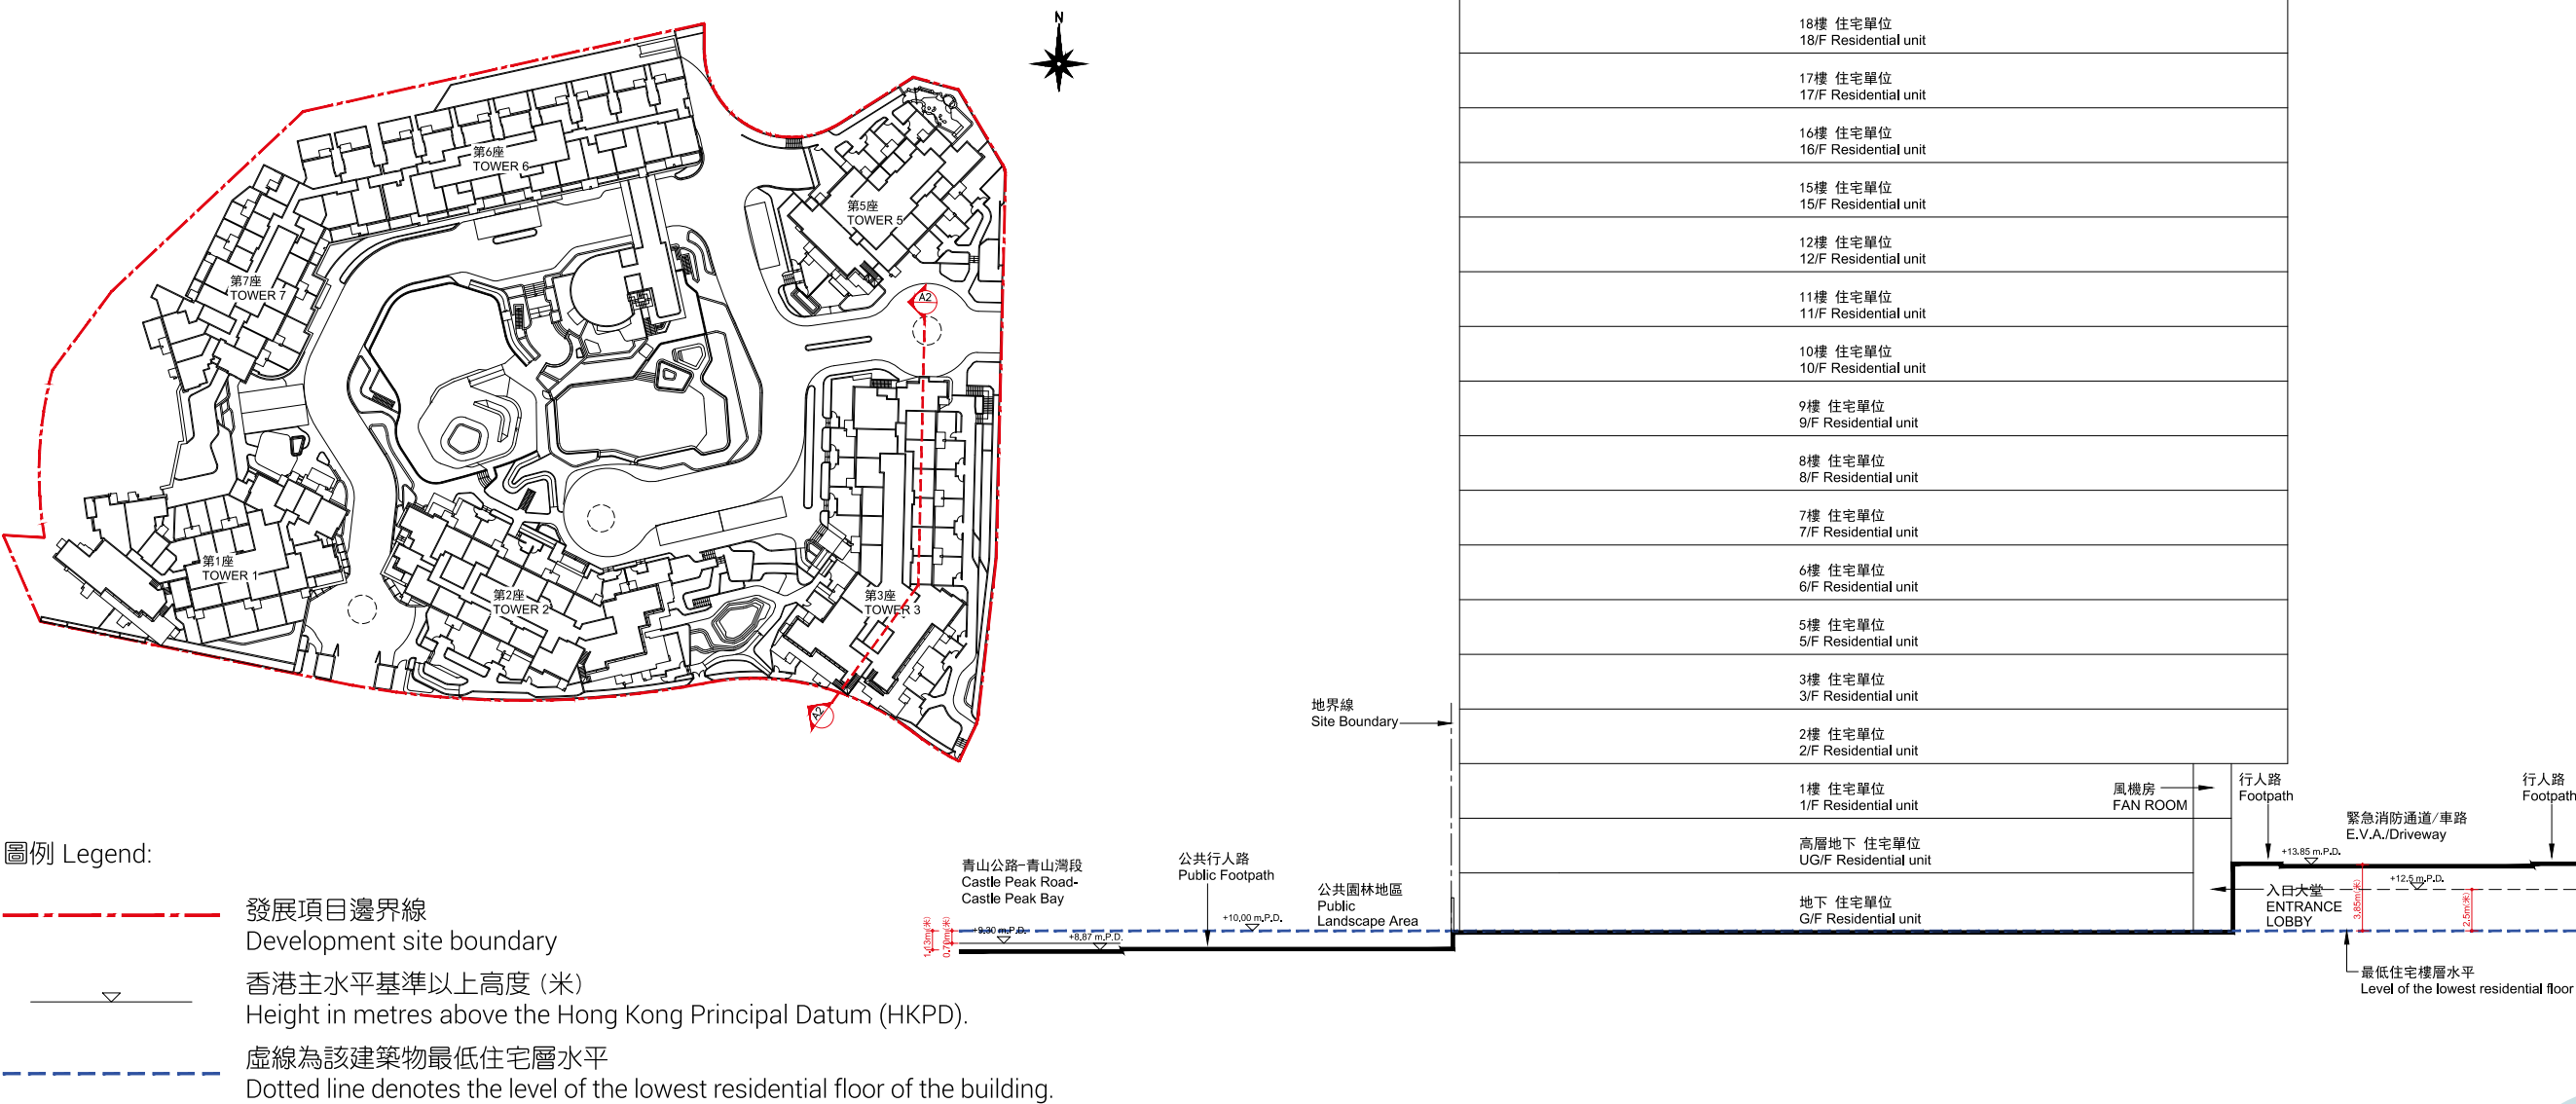 N
第6座
TOWER 6
第5座
TOWER 5
第7座
TOWER 7
A2
第1座
TOWER 1
第2座
TOWER 2
第3座
TOWER 3
A2
18樓 住宅單位
18/F Residential unit
17樓 住宅單位
17/F Residential unit
16樓 住宅單位
16/F Residential unit
15樓 住宅單位
15/F Residential unit
12樓 住宅單位
12/F Residential unit
11樓 住宅單位
11/F Residential unit
10樓 住宅單位
10/F Residential unit
9樓 住宅單位
9/F Residential unit
8樓 住宅單位
8/F Residential unit
7樓 住宅單位
7/F Residential unit
6樓 住宅單位
6/F Residential unit
5樓 住宅單位
5/F Residential unit
3樓 住宅單位
3/F Residential unit
2樓 住宅單位
2/F Residential unit
1樓 住宅單位
1/F Residential unit
高層地下 住宅單位
UG/F Residential unit
地下 住宅單位
G/F Residential unit
地界線
Site Boundary
風機房
FAN ROOM
行人路
Footpath
行人路
Footpath
緊急消防通道/車路
E.V.A./Driveway
+13.85 m.P.D.
+12.5 m.P.D.
3.85m(米)
2.5m(米)
入口大堂
ENTRANCE
LOBBY
最低住宅樓層水平
Level of the lowest residential floor
青山公路-青山灣段
Castle Peak Road-
Castle Peak Bay
公共行人路
Public Footpath
公共園林地區
Public
Landscape Area
+10.00 m.P.D.
+9.30 m.P.D.
+8.87 m.P.D.
1.13m(米)
0.70m(米)
圖例 Legend:
發展項目邊界線
Development site boundary
香港主水平基準以上高度 (米)
Height in metres above the Hong Kong Principal Datum (HKPD).
虛線為該建築物最低住宅層水平
Dotted line denotes the level of the lowest residential floor of the building.